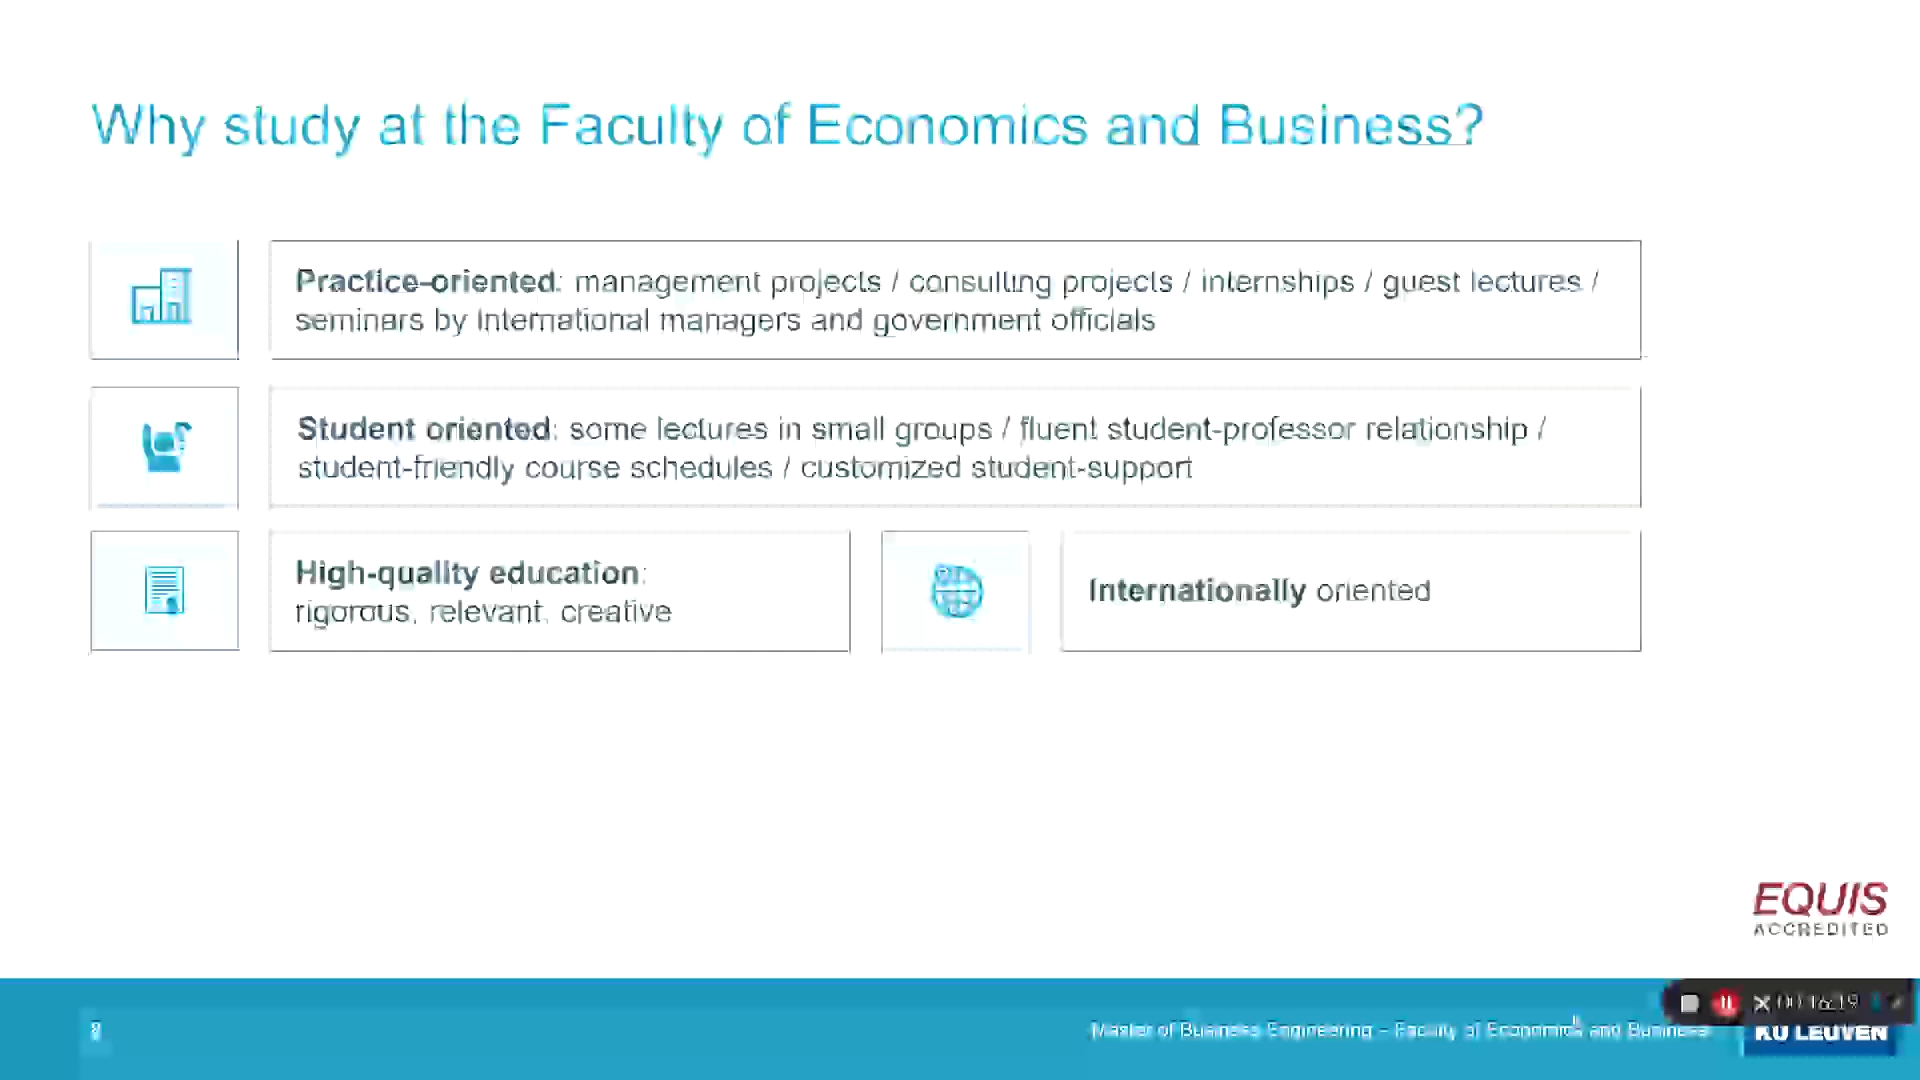 Why study at the Faculty of Economics and Business?
Practice-oriented: management projects / consulting projects / internships / guest lectures /
seminars by international managers and government officials
Student oriented: some lectures in small groups / fluent student-professor relationship /
student-friendly course schedules / customized student-support
High-quality education:
rigorous, relevant, creative
Internationally oriented
EQUIS
ACCREDITED
00:16:19
Master of Business Engineering – Faculty of Economics and Business
KU LEUVEN